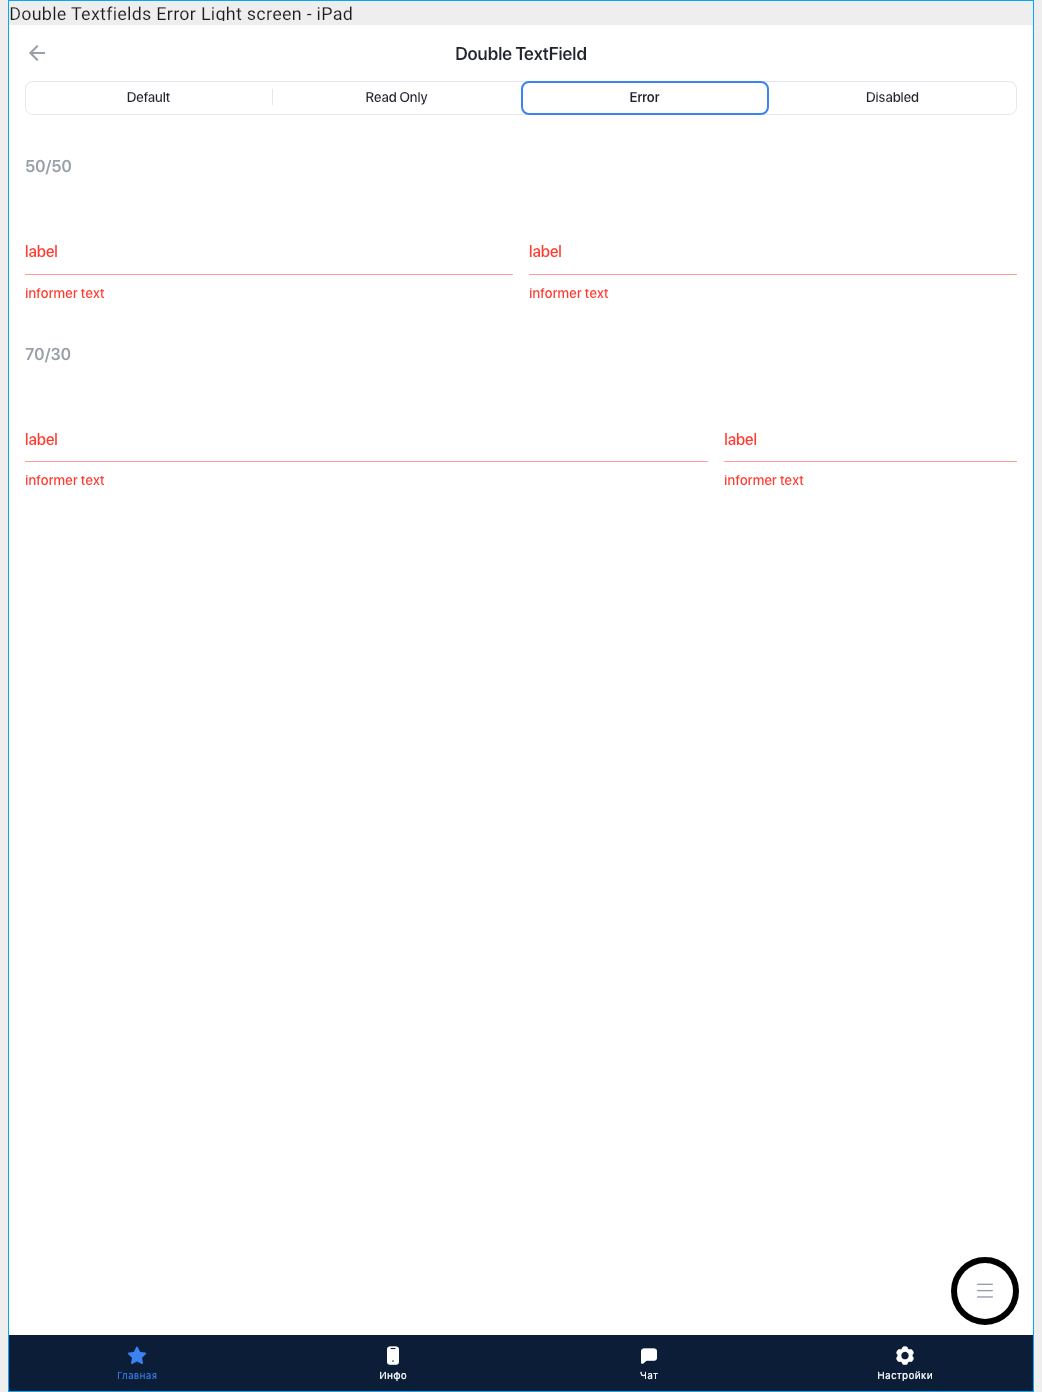 Double Textfields Error Light screen - iPad
Double TextField
Default Read Only Error Disabled
50/50
label label
informer text informer text
70/30
label label
informer text informer text
Главная Инфо Чат Настройки